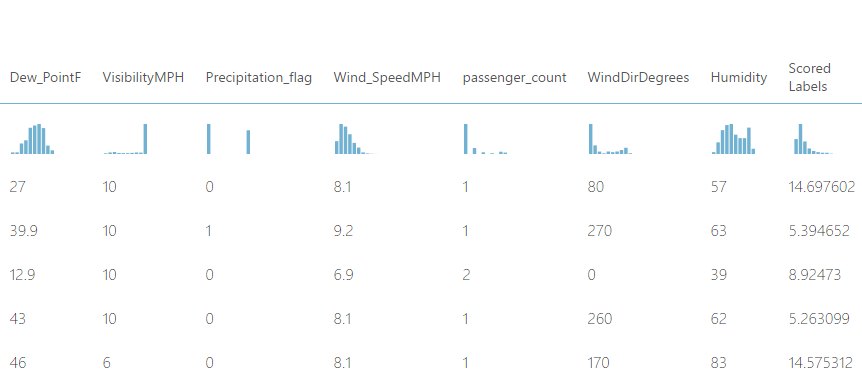 Dew_PointF VisibilityMPH Precipitation_flag Wind_SpeedMPH passenger_count WindDirDegrees Humidity Scored Labels
27 10 0 8.1 1 80 57 14.697602
39.9 10 1 9.2 1 270 63 5.394652
12.9 10 0 6.9 2 0 39 8.92473
43 10 0 8.1 1 260 62 5.263099
46 6 0 8.1 1 170 83 14.575312